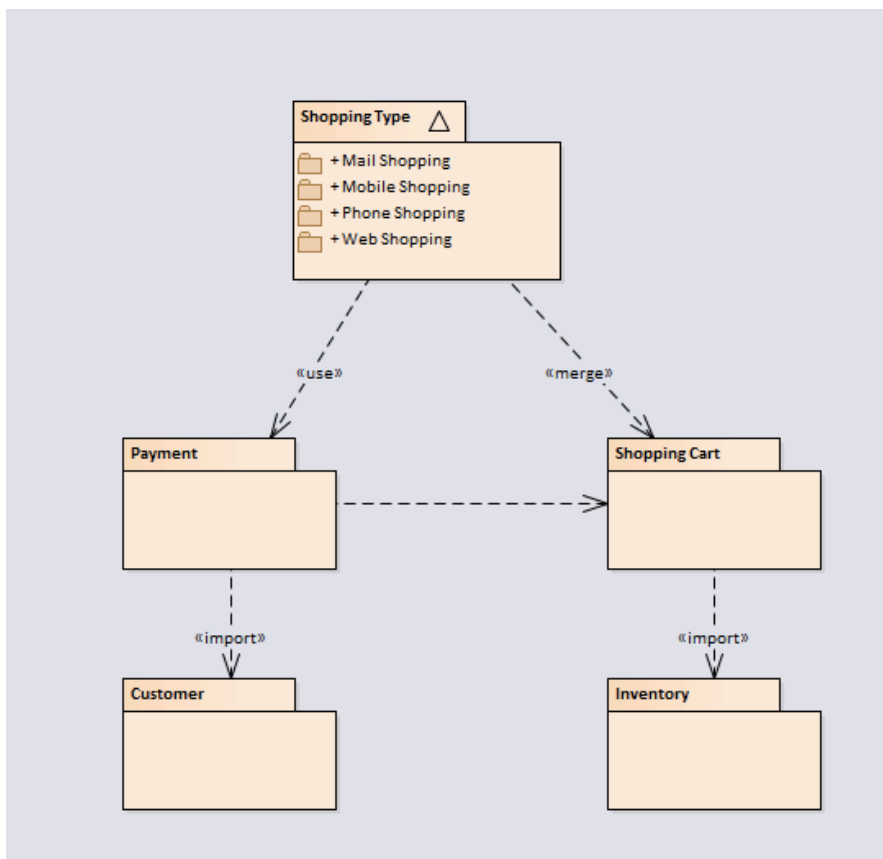 Shopping Type
+ Mail Shopping
+ Mobile Shopping
+ Phone Shopping
+ Web Shopping
«use»
«merge»
Payment
Shopping Cart
«import»
«import»
Customer
Inventory